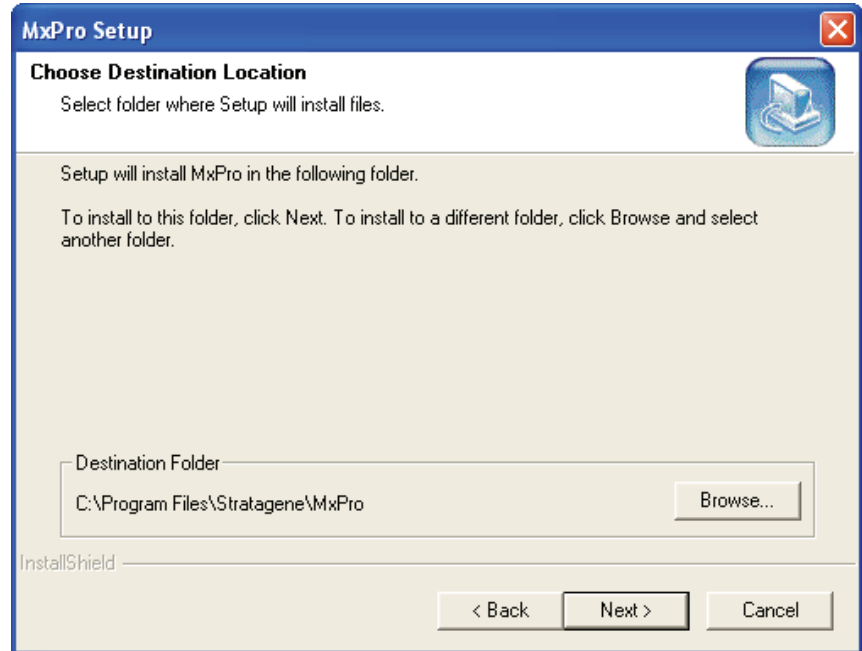 MxPro Setup
Choose Destination Location
Select folder where Setup will install files.
Setup will install MxPro in the following folder.
To install to this folder, click Next. To install to a different folder, click Browse and select
another folder.
Destination Folder
C:\Program Files\Stratagene\MxPro
Browse...
InstallShield
< Back
Next >
Cancel